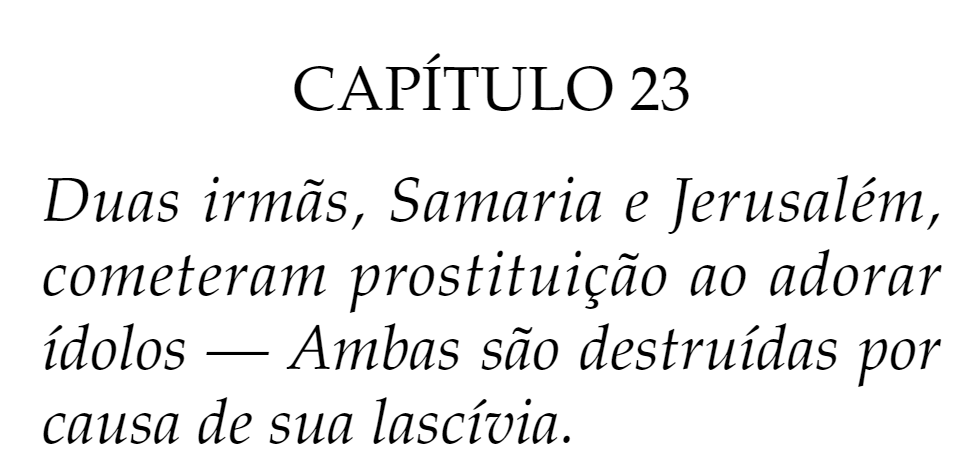 CAPÍTULO 23
Duas irmãs, Samaria e Jerusalém,
cometeram prostituição ao adorar
ídolos — Ambas são destruídas por
causa de sua lascívia.